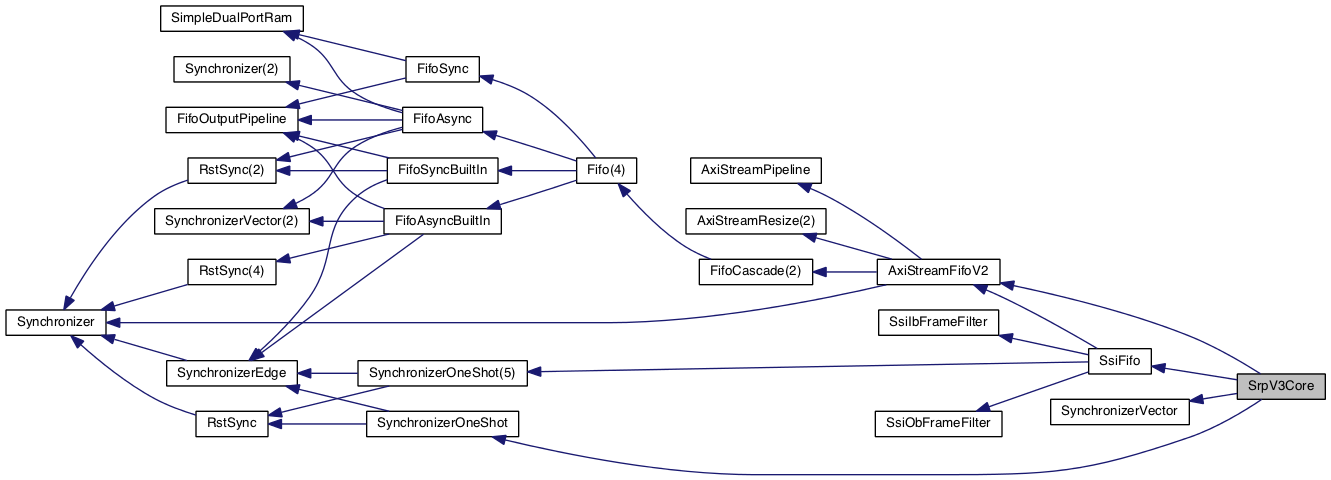 SimpleDualPortRam
Synchronizer(2)
FifoSync
FifoOutputPipeline
FifoAsync
RstSync(2)
FifoSyncBuiltIn
Fifo(4)
AxiStreamPipeline
SynchronizerVector(2)
FifoAsyncBuiltIn
AxiStreamResize(2)
RstSync(4)
FifoCascade(2)
AxiStreamFifoV2
Synchronizer
SsiIbFrameFilter
SynchronizerEdge
SynchronizerOneShot(5)
SsiFifo
SrpV3Core
RstSync
SynchronizerOneShot
SsiObFrameFilter
SynchronizerVector